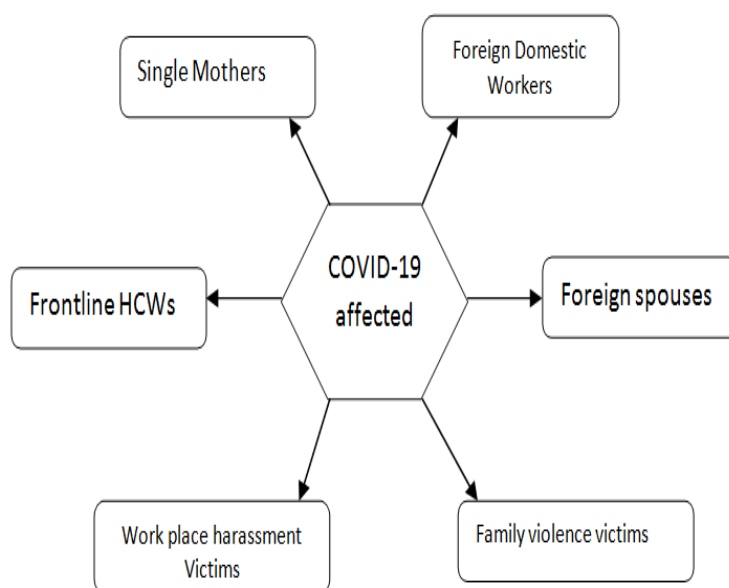 Single Mothers
Foreign Domestic
Workers
COVID-19
affected
Frontline HCWs
Foreign spouses
Work place harassment
Victims
Family violence victims